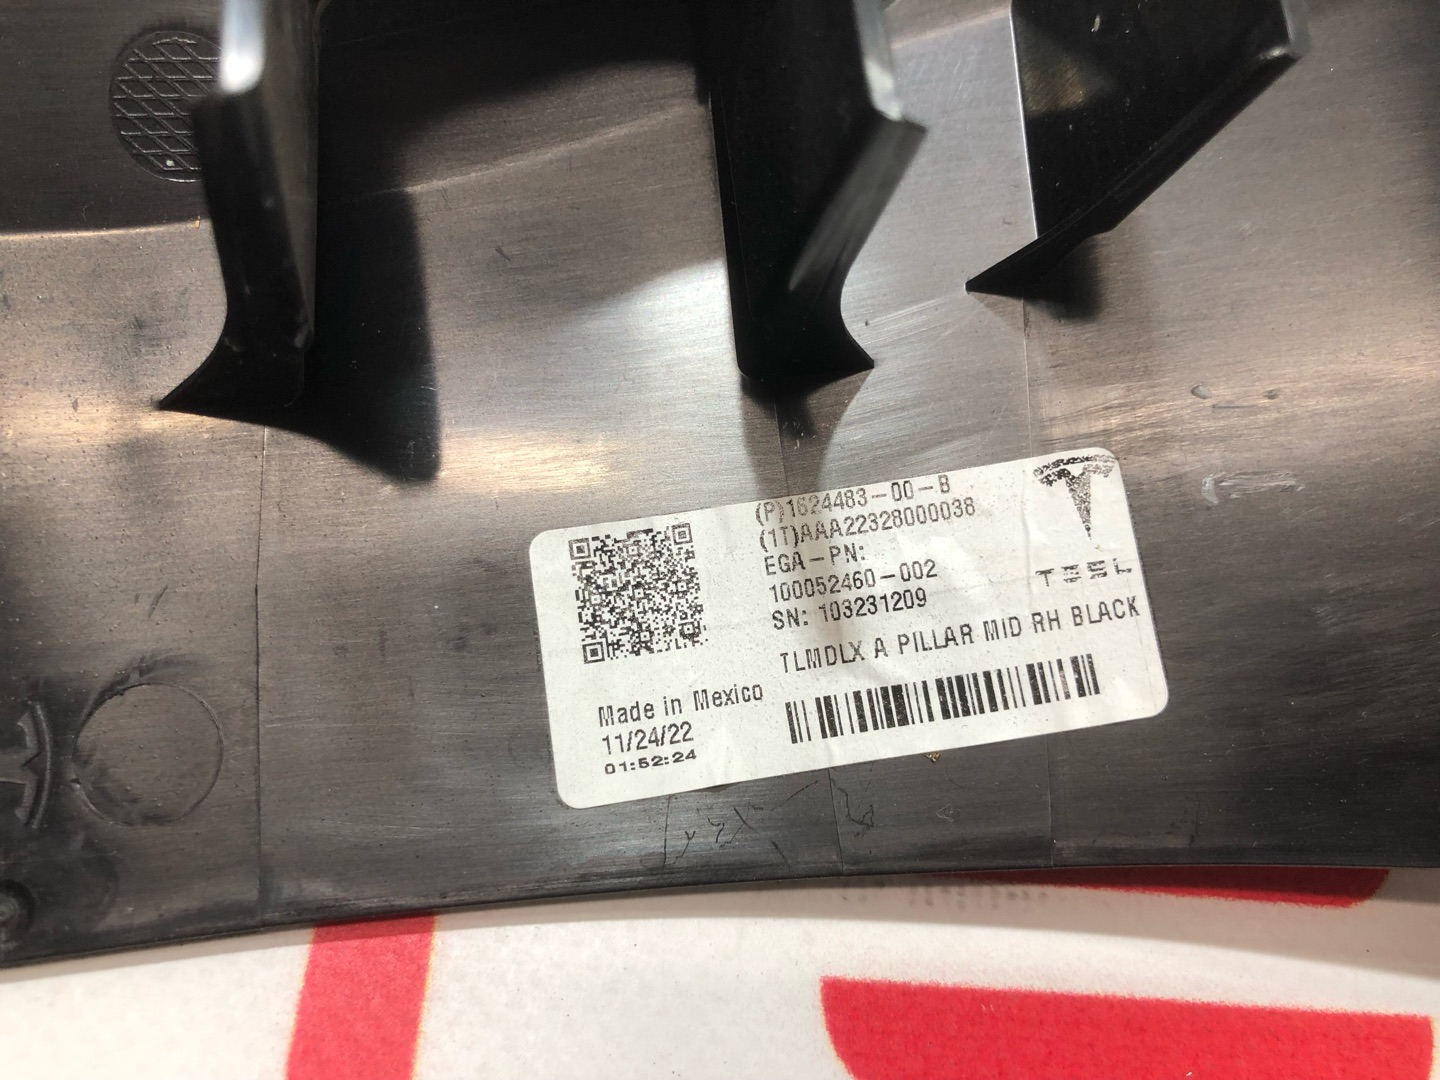 (P)1624483-00-B
(1T)AAA22328000038
EGA-PN:
100052460-002
SN: 103231209
TESL
TLMDLX A PILLAR MID RH BLACK
Made in Mexico
11/24/22
01:52:24